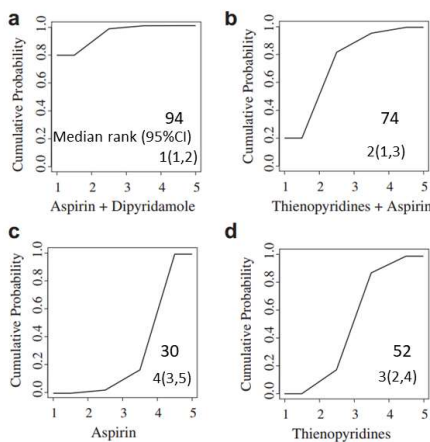 a
Cumulative Probability
0.0 0.2 0.4 0.6 0.8 1.0
94
Median rank (95%CI)
1(1,2)
1 2 3 4 5
Aspirin + Dipyridamole
b
Cumulative Probability
0.0 0.2 0.4 0.6 0.8 1.0
74
2(1,3)
1 2 3 4 5
Thienopyridines + Aspirin
c
Cumulative Probability
0.0 0.2 0.4 0.6 0.8 1.0
30
4(3,5)
1 2 3 4 5
Aspirin
d
Cumulative Probability
0.0 0.2 0.4 0.6 0.8 1.0
52
3(2,4)
1 2 3 4 5
Thienopyridines